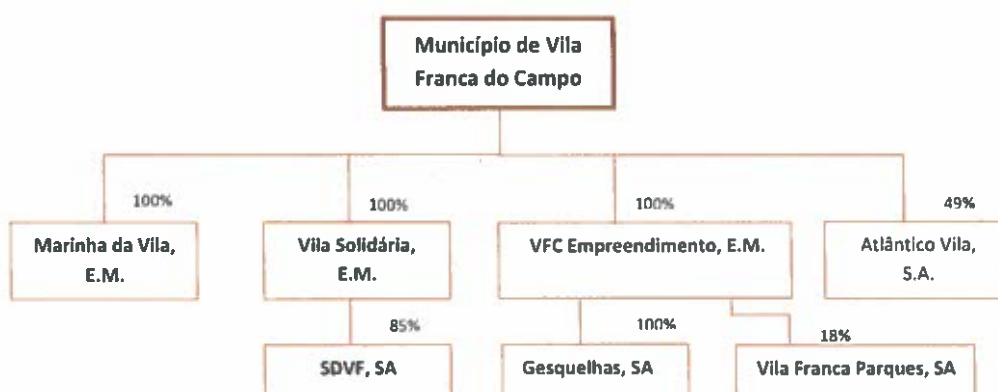 Município de Vila
Franca do Campo
100%
100%
100%
49%
Marinha da Vila,
E.M.
Vila Solidária,
E.M.
VFC Empreendimento, E.M.
Atlântico Vila,
S.A.
85%
100%
18%
SDVF, SA
Gesquelhas, SA
Vila Franca Parques, SA